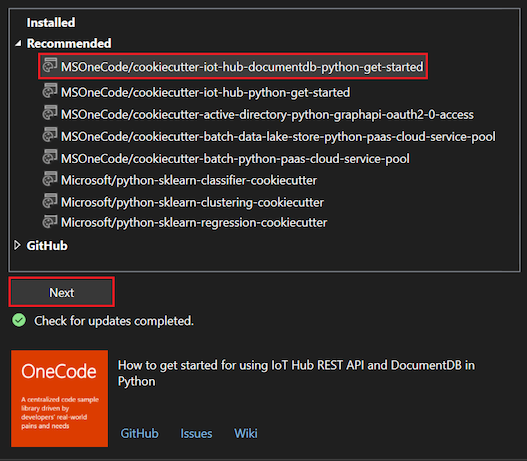 Installed
Recommended
MSOneCode/cookiecutter-iot-hub-documentdb-python-get-started
MSOneCode/cookiecutter-iot-hub-python-get-started
MSOneCode/cookiecutter-active-directory-python-graphapi-oauth2-0-access
MSOneCode/cookiecutter-batch-data-lake-store-python-paas-cloud-service-pool
MSOneCode/cookiecutter-batch-python-paas-cloud-service-pool
Microsoft/python-sklearn-classifier-cookiecutter
Microsoft/python-sklearn-clustering-cookiecutter
Microsoft/python-sklearn-regression-cookiecutter
GitHub
Next
Check for updates completed.
OneCode
A centralized code sample
library driven by
developers' real-world
pains and needs
How to get started for using IoT Hub REST API and DocumentDB in
Python
GitHub Issues Wiki